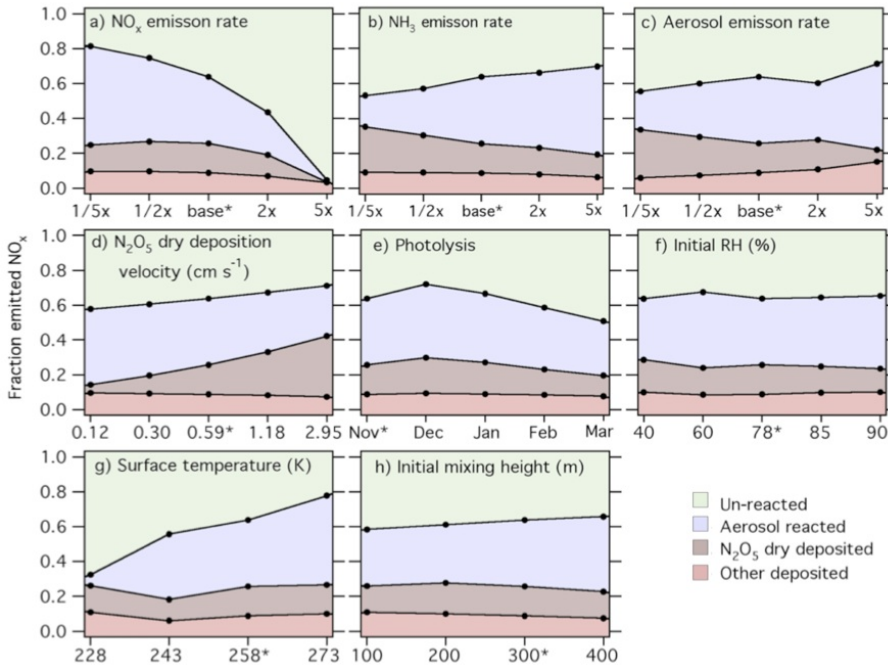 a) NOx emisson rate
b) NH3 emisson rate
c) Aerosol emisson rate
1.0
0.8
0.6
0.4
0.2
0.0
1/5x 1/2x base* 2x 5x
1/5x 1/2x base* 2x 5x
1/5x 1/2x base* 2x 5x
Fraction emitted NOx
d) N2O5 dry deposition
velocity (cm s-1)
e) Photolysis
f) Initial RH (%)
1.0
0.8
0.6
0.4
0.2
0.0
0.12 0.30 0.59* 1.18 2.95
Nov* Dec Jan Feb Mar
40 60 78* 85 90
g) Surface temperature (K)
h) Initial mixing height (m)
1.0
0.8
0.6
0.4
0.2
0.0
228 243 258* 273
100 200 300* 400
Un-reacted
Aerosol reacted
N2O5 dry deposited
Other deposited